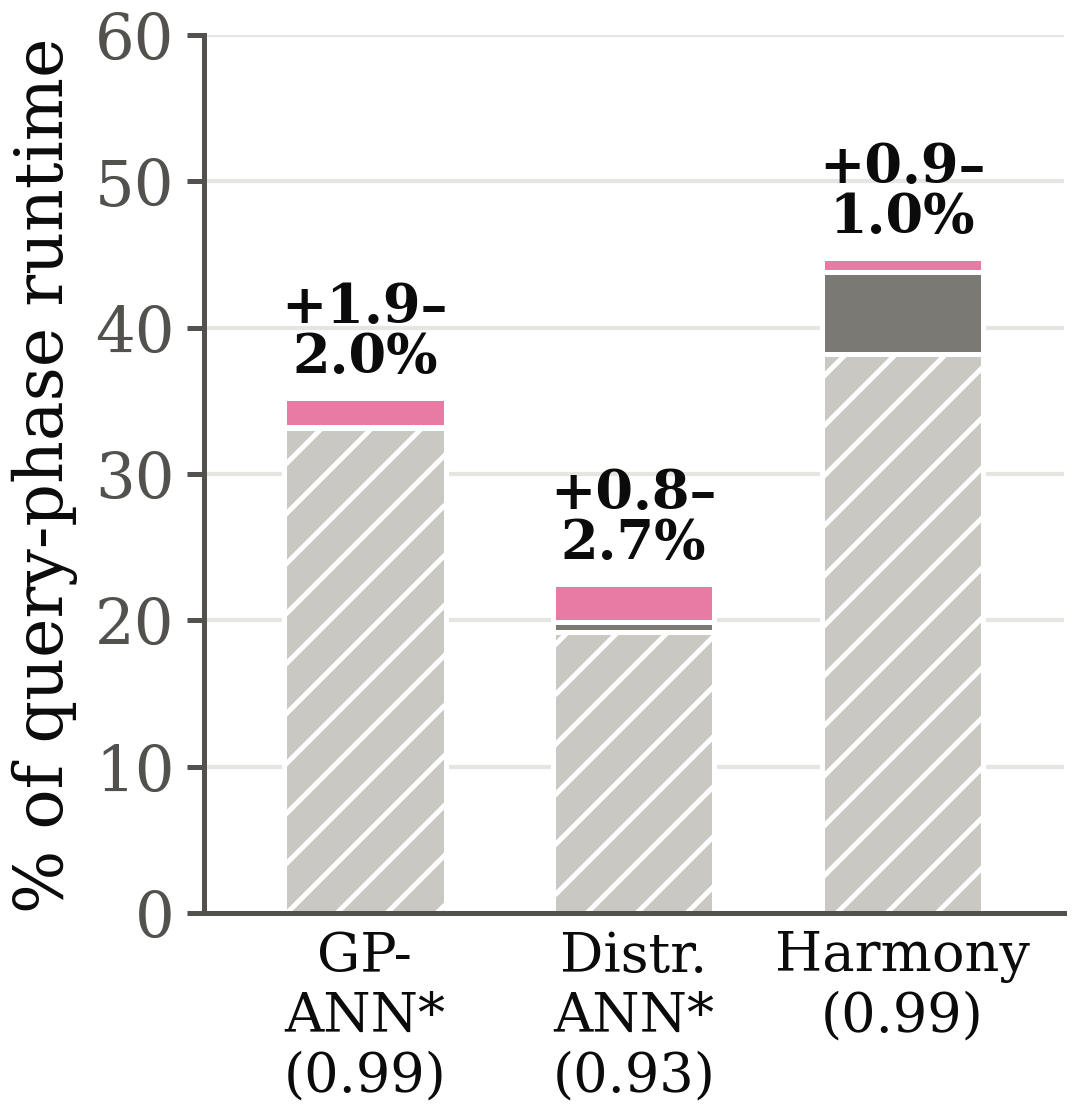 % of query-phase runtime
60
50
40
30
20
10
0
+1.9–
2.0%
+0.8–
2.7%
+0.9–
1.0%
GP-
ANN*
(0.99)
Distr.
ANN*
(0.93)
Harmony
(0.99)